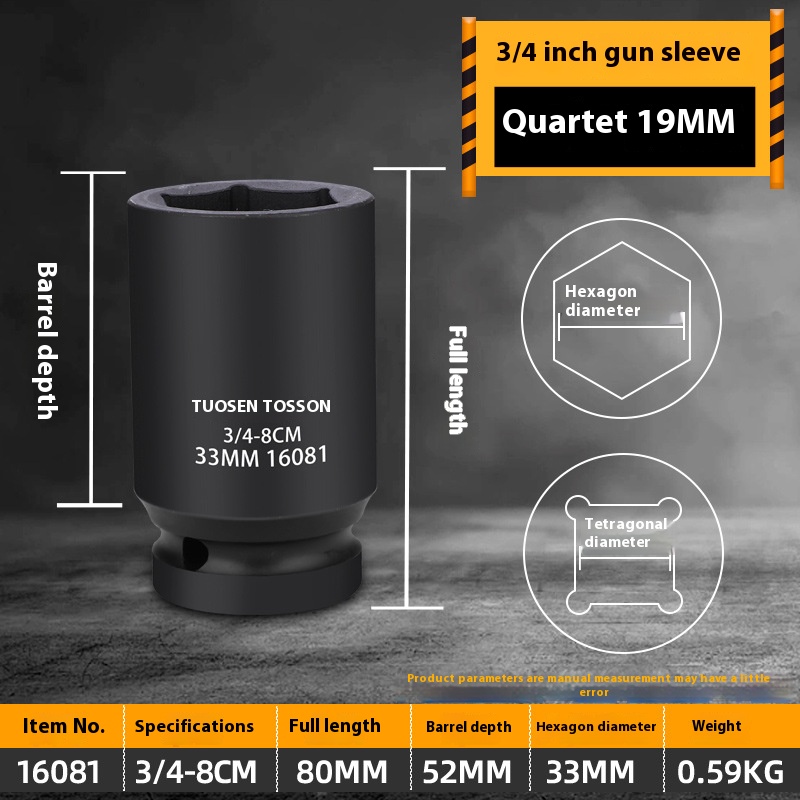 3/4 inch gun sleeve
Quartet 19MM
Barrel depth
Full length
TUOSEN TOSSON
3/4-8CM
33MM 16081
Hexagon
diameter
Tetragonal
diameter
Product parameters are manual measurement may have a little
error
Item No. Specifications Full length Barrel depth Hexagon diameter Weight
16081 3/4-8CM 80MM 52MM 33MM 0.59KG